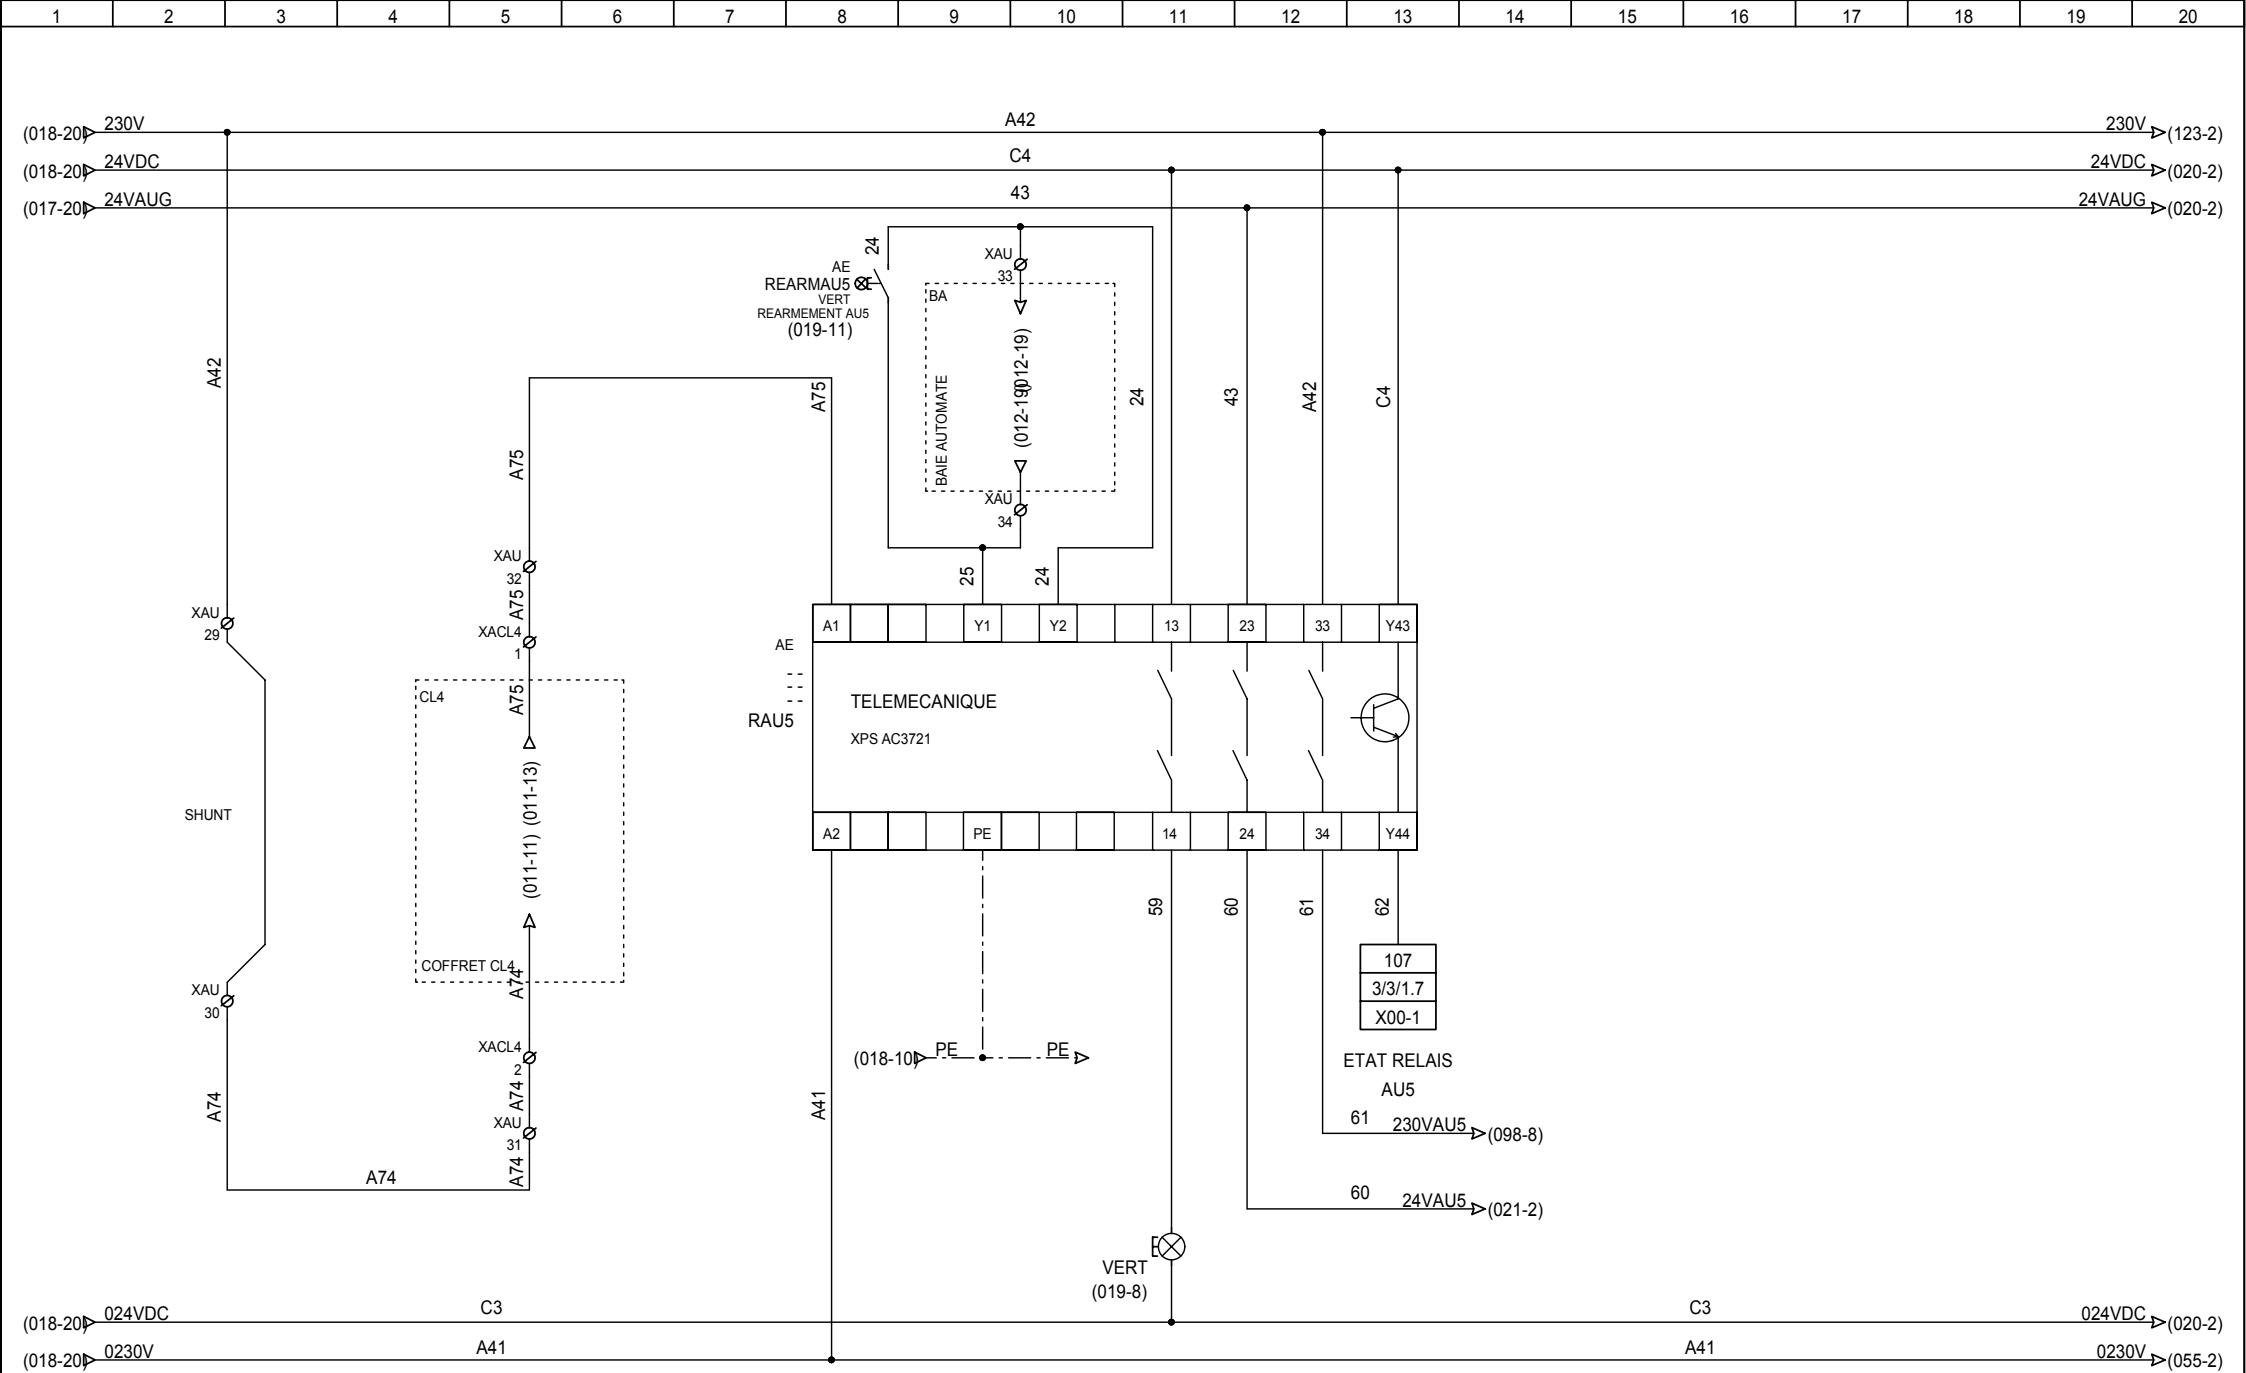 1 2 3 4 5 6 7 8 9 10 11 12 13 14 15 16 17 18 19 20
(018-20) 230V A42 230V (123-2)
(018-20) 24VDC C4 24VDC (020-2)
(017-20) 24VAUG 43 24VAUG (020-2)
24
XAU
33
AE
REARMAU5
VERT
REARMEMENT AU5
(019-11)
BA
BAIE AUTOMATE
(012-19)
(012-19)
XAU
34
A42
A75
A75
24
43
A42
C4
25
24
XAU
32
A75
XACL4
1
A75
XAU
29
CL4
(011-13)
(011-11)
COFFRET CL4
A74
SHUNT
XAU
30
XACL4
2
A74
XAU
31
A74
A74
A74
A1 Y1 Y2 13 23 33 Y43
AE
RAU5
TELEMECANIQUE
XPS AC3721
A2 PE 14 24 34 Y44
59
60
61
62
107
3/3/1.7
X00-1
ETAT RELAIS
AU5
(018-10) PE PE
A41
61 230VAU5 (098-8)
60 24VAU5 (021-2)
VERT
(019-8)
(018-20) 024VDC C3 C3 024VDC (020-2)
(018-20) 0230V A41 A41 0230V (055-2)